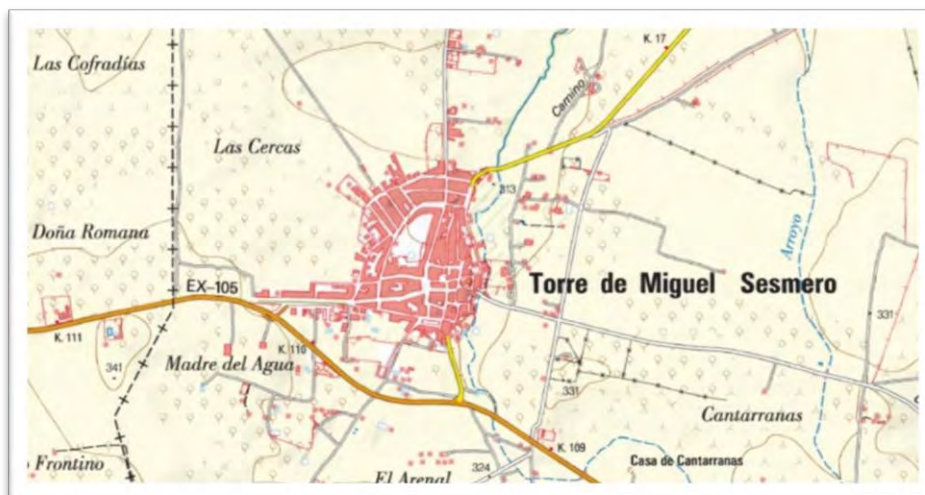 Las Cofradías
K. 17
Camino
Las Cercas
313
Doña Romana
Arroyo
EX-105
Torre de Miguel Sesmero
331
K. 111
K. 110
341
Madre del Agua
331
Cantarranas
K. 109
Casa de Cantarranas
Frontino
324
El Arenal